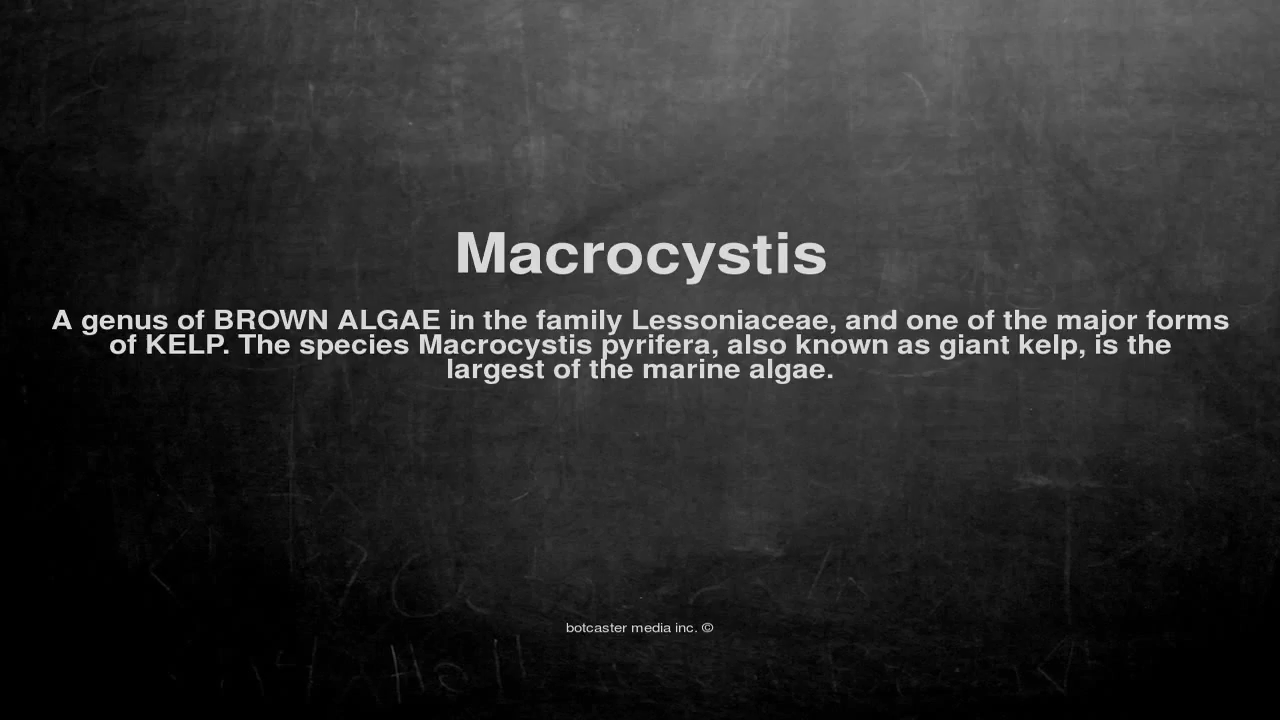 Macrocystis
A genus of BROWN ALGAE in the family Lessoniaceae, and one of the major forms
of KELP. The species Macrocystis pyrifera, also known as giant kelp, is the
largest of the marine algae.
botcaster media inc. ©